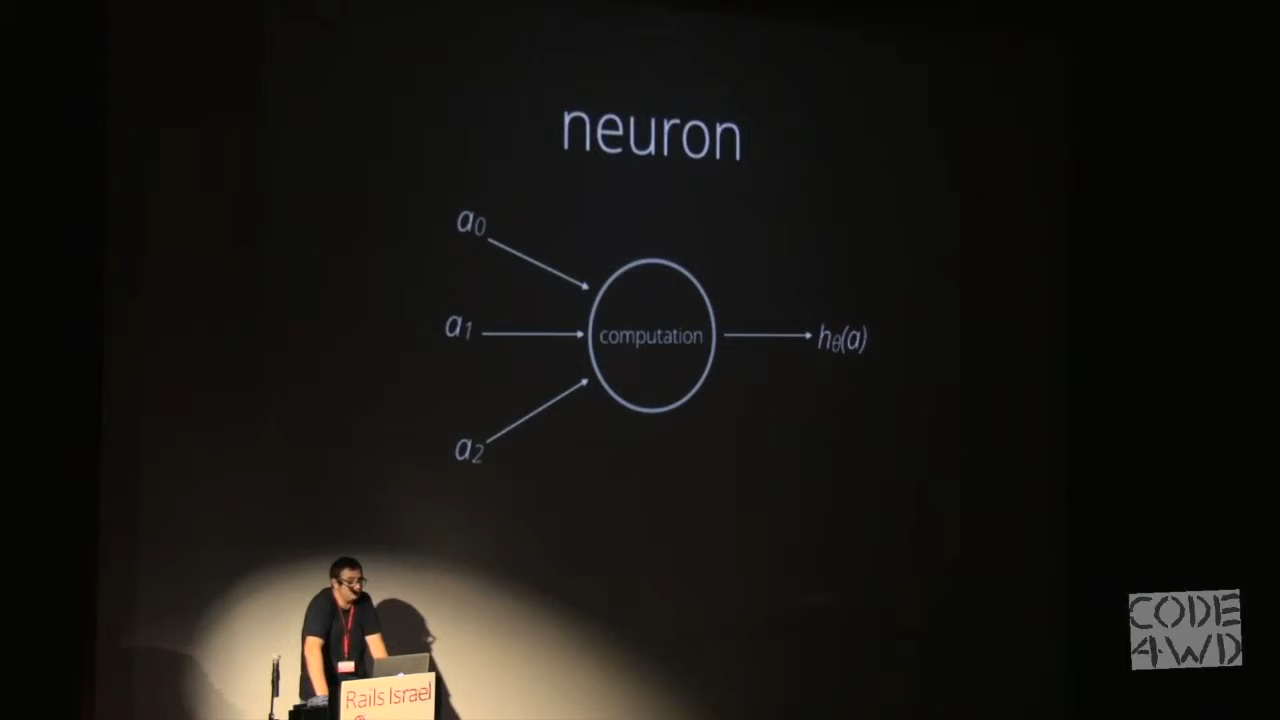 neuron
a0
a1
computation
hθ(a)
a2
Rails Israel
CODE
4WD